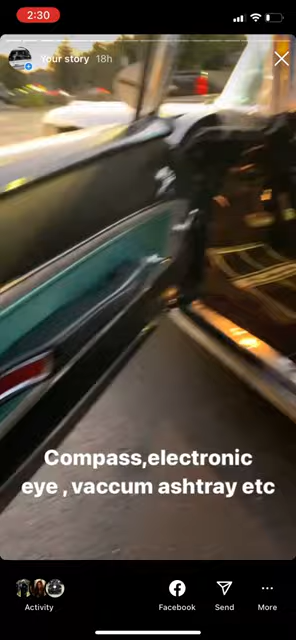 2:30
Your story 18h
Compass,electronic
eye , vaccum ashtray etc
Activity
Facebook
Send
More